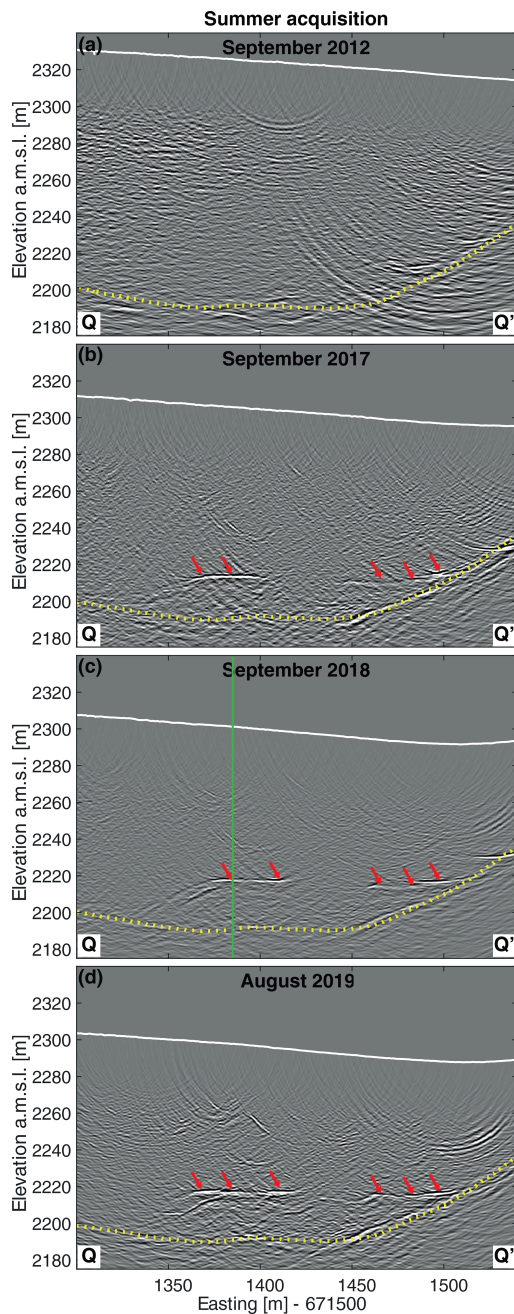 Summer acquisition
(a) September 2012
Elevation a.m.s.l. [m]
2320
2300
2280
2260
2240
2220
2200
2180
Q Q'
(b) September 2017
Elevation a.m.s.l. [m]
2320
2300
2280
2260
2240
2220
2200
2180
Q Q'
(c) September 2018
Elevation a.m.s.l. [m]
2320
2300
2280
2260
2240
2220
2200
2180
Q Q'
(d) August 2019
Elevation a.m.s.l. [m]
2320
2300
2280
2260
2240
2220
2200
2180
Q Q'
1350 1400 1450 1500
Easting [m] - 671500